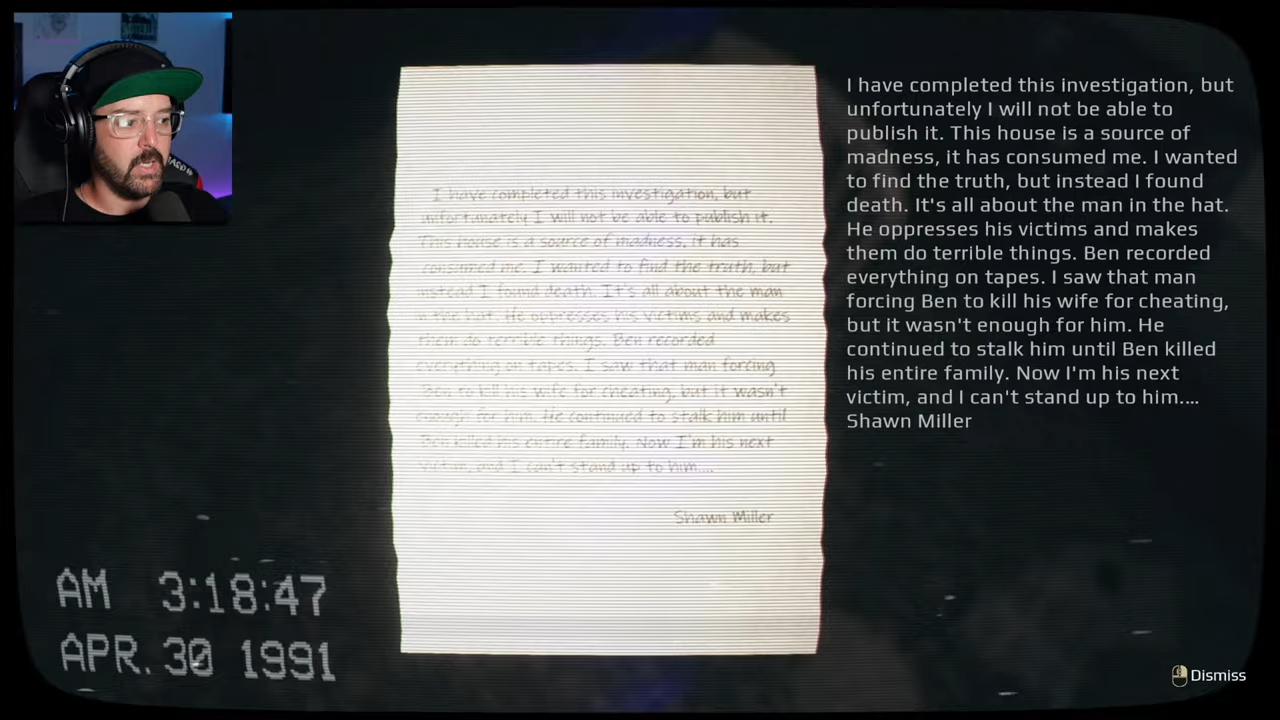 I have completed this investigation, but
unfortunately I will not be able to publish it.
This house is a source of madness, it has
consumed me. I wanted to find the truth, but
instead I found death. It's all about the man
in the hat. He oppresses his victims and makes
them do terrible things. Ben recorded
everything on tapes. I saw that man forcing
Ben to kill his wife for cheating, but it wasn't
enough for him. He continued to stalk him until
Ben killed his entire family. Now I'm his next
victim, and I can't stand up to him....
Shawn Miller
I have completed this investigation, but
unfortunately I will not be able to
publish it. This house is a source of
madness, it has consumed me. I wanted
to find the truth, but instead I found
death. It's all about the man in the hat.
He oppresses his victims and makes
them do terrible things. Ben recorded
everything on tapes. I saw that man
forcing Ben to kill his wife for cheating,
but it wasn't enough for him. He
continued to stalk him until Ben killed
his entire family. Now I'm his next
victim, and I can't stand up to him....
Shawn Miller
AM 3:18:47
APR. 30 1991
Dismiss